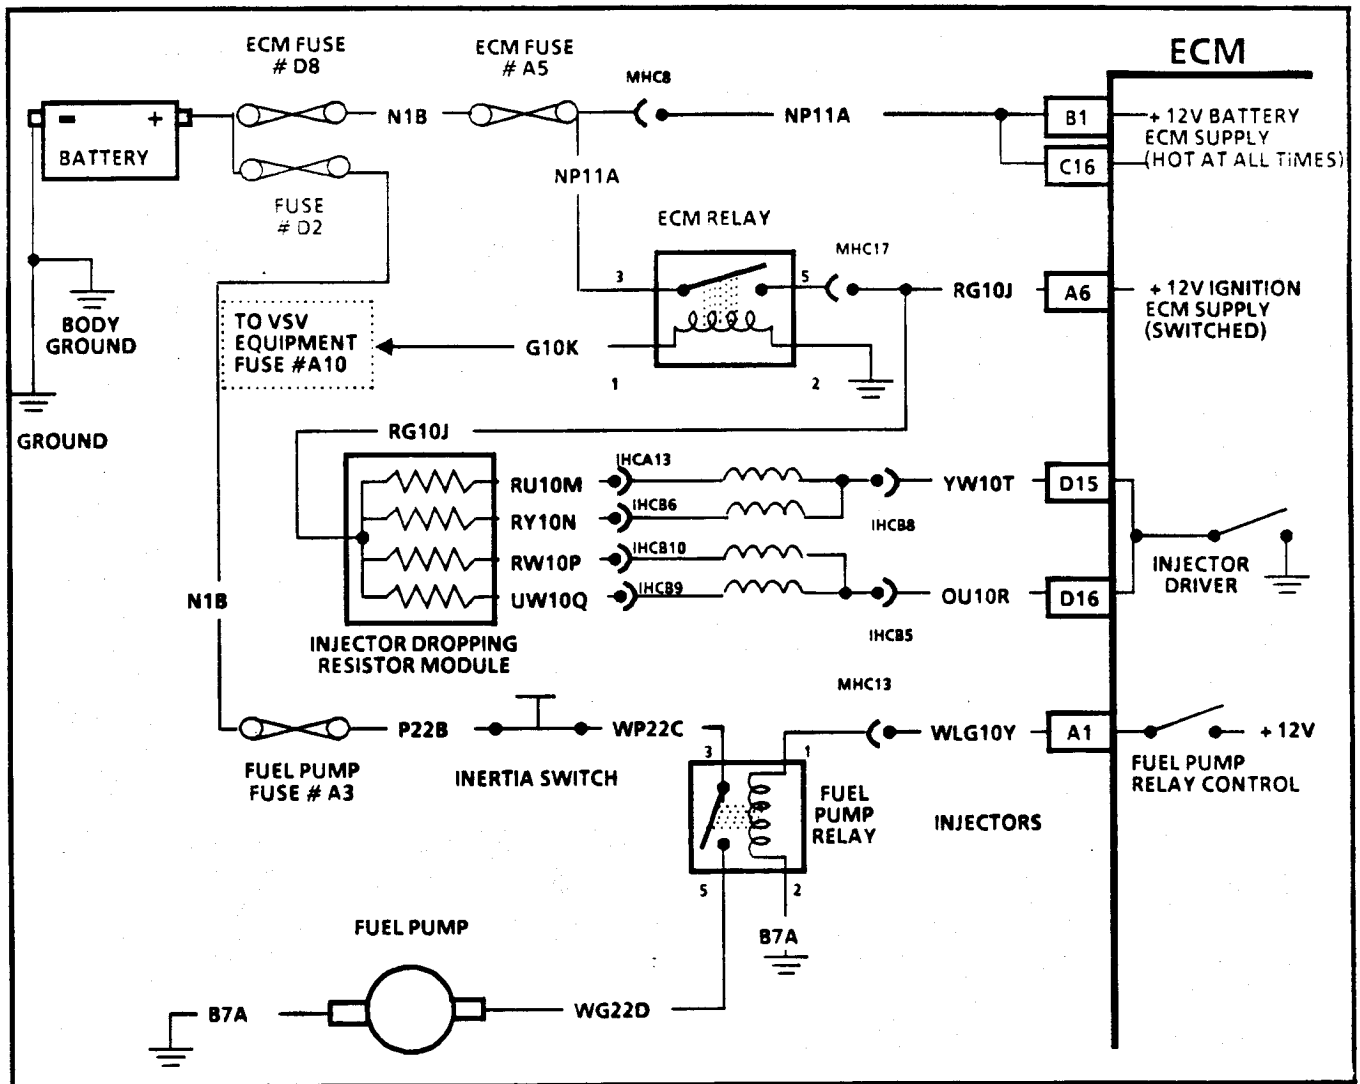 ECM
ECM FUSE
# D8
ECM FUSE
# A5
MHC8
N1B
NP11A
B1
+ 12V BATTERY
ECM SUPPLY
(HOT AT ALL TIMES)
C16
- +
BATTERY
FUSE
# D2
NP11A
ECM RELAY
MHC17
3
5
RG10J
A6
+ 12V IGNITION
ECM SUPPLY
(SWITCHED)
BODY
GROUND
TO VSV
EQUIPMENT
FUSE #A10
G10K
1
2
GROUND
RG10J
RU10M
IHCA13
YW10T
D15
RY10N
IHCB6
IHCB8
RW10P
IHCB10
INJECTOR
DRIVER
UW10Q
IHCB9
OU10R
D16
N1B
INJECTOR DROPPING
RESISTOR MODULE
IHCB5
MHC13
P22B
WP22C
WLG10Y
A1
+ 12V
FUEL PUMP
FUSE # A3
INERTIA SWITCH
3
1
FUEL PUMP
RELAY CONTROL
FUEL
PUMP
RELAY
INJECTORS
5
2
B7A
FUEL PUMP
B7A
WG22D